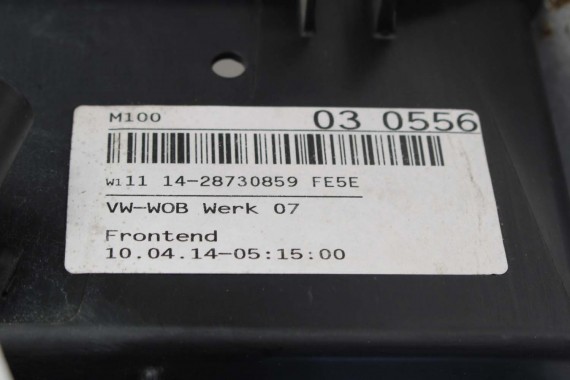 M100 03 0556
W111 14-28730859 FE5E
VW-WOB Werk 07
Frontend
10.04.14-05:15:00